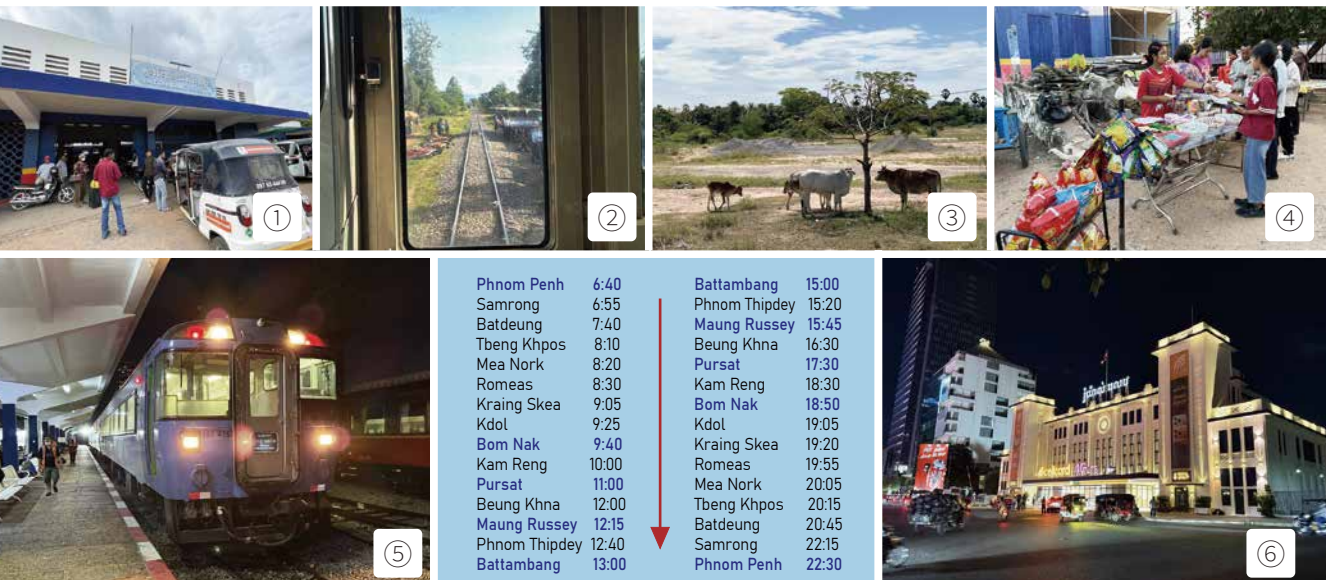 ①
②
③
④
⑤
Phnom Penh 6:40
Samrong 6:55
Batdeung 7:40
Tbeng Khpos 8:10
Mea Nork 8:20
Romeas 8:30
Kraing Skea 9:05
Kdol 9:25
Bom Nak 9:40
Kam Reng 10:00
Pursat 11:00
Beung Khna 12:00
Maung Russey 12:15
Phnom Thipdey 12:40
Battambang 13:00
Battambang 15:00
Phnom Thipdey 15:20
Maung Russey 15:45
Beung Khna 16:30
Pursat 17:30
Kam Reng 18:30
Bom Nak 18:50
Kdol 19:05
Kraing Skea 19:20
Romeas 19:55
Mea Nork 20:05
Tbeng Khpos 20:15
Batdeung 20:45
Samrong 22:15
Phnom Penh 22:30
⑥